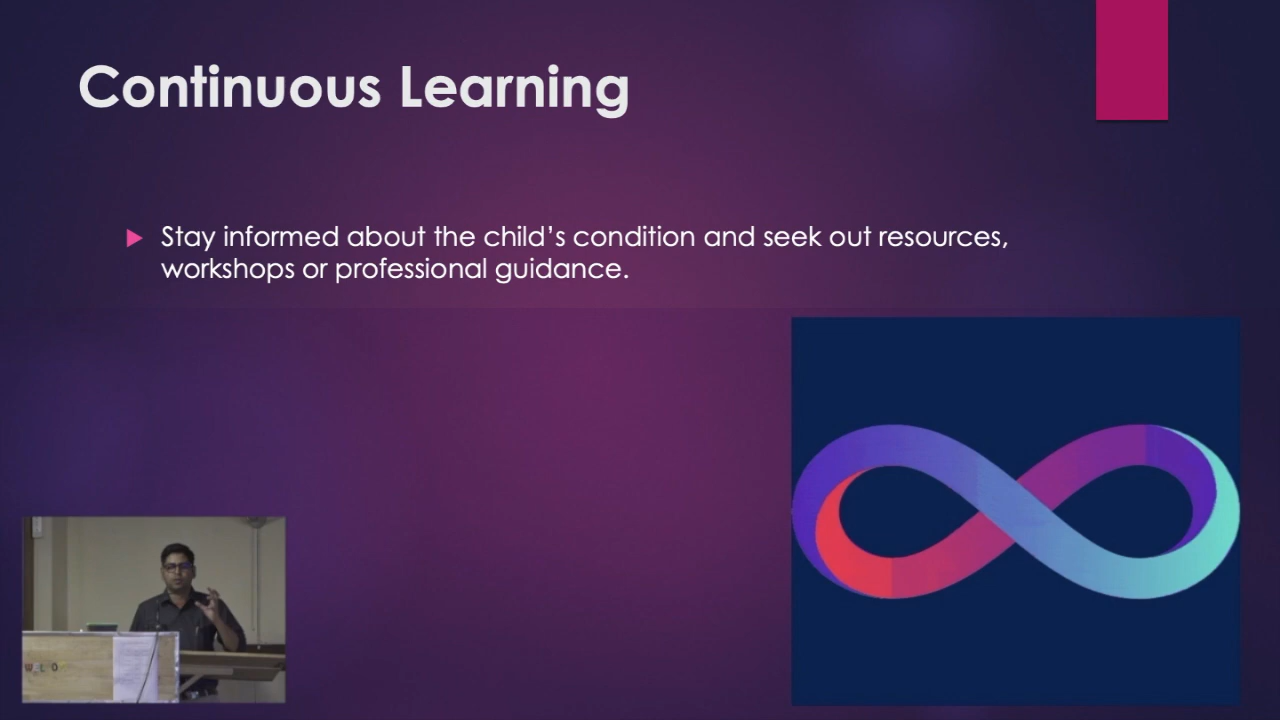 Continuous Learning
Stay informed about the child’s condition and seek out resources,
workshops or professional guidance.